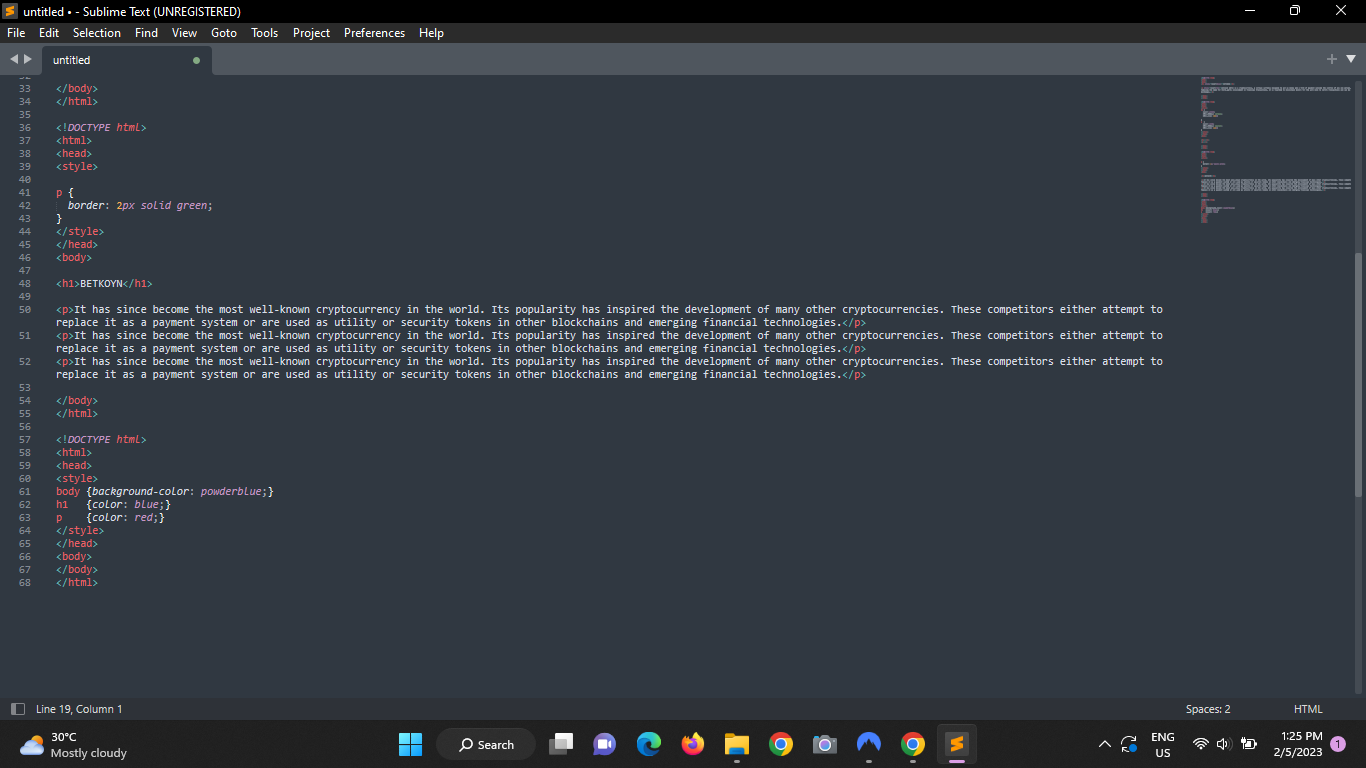 untitled • - Sublime Text (UNREGISTERED)
File Edit Selection Find View Goto Tools Project Preferences Help
untitled
33 </body>
34 </html>
35
36 <!DOCTYPE html>
37 <html>
38 <head>
39 <style>
40
41 p {
42 border: 2px solid green;
43 }
44 </style>
45 </head>
46 <body>
47
48 <h1>BETKOYN</h1>
49
50 <p>It has since become the most well-known cryptocurrency in the world. Its popularity has inspired the development of many other cryptocurrencies. These competitors either attempt to
replace it as a payment system or are used as utility or security tokens in other blockchains and emerging financial technologies.</p>
51 <p>It has since become the most well-known cryptocurrency in the world. Its popularity has inspired the development of many other cryptocurrencies. These competitors either attempt to
replace it as a payment system or are used as utility or security tokens in other blockchains and emerging financial technologies.</p>
52 <p>It has since become the most well-known cryptocurrency in the world. Its popularity has inspired the development of many other cryptocurrencies. These competitors either attempt to
replace it as a payment system or are used as utility or security tokens in other blockchains and emerging financial technologies.</p>
53
54 </body>
55 </html>
56
57 <!DOCTYPE html>
58 <html>
59 <head>
60 <style>
61 body {background-color: powderblue;}
62 h1 {color: blue;}
63 p {color: red;}
64 </style>
65 </head>
66 <body>
67 </body>
68 </html>
Line 19, Column 1
Spaces: 2
HTML
30°C
Mostly cloudy
Search
ENG
US
1:25 PM
2/5/2023
1